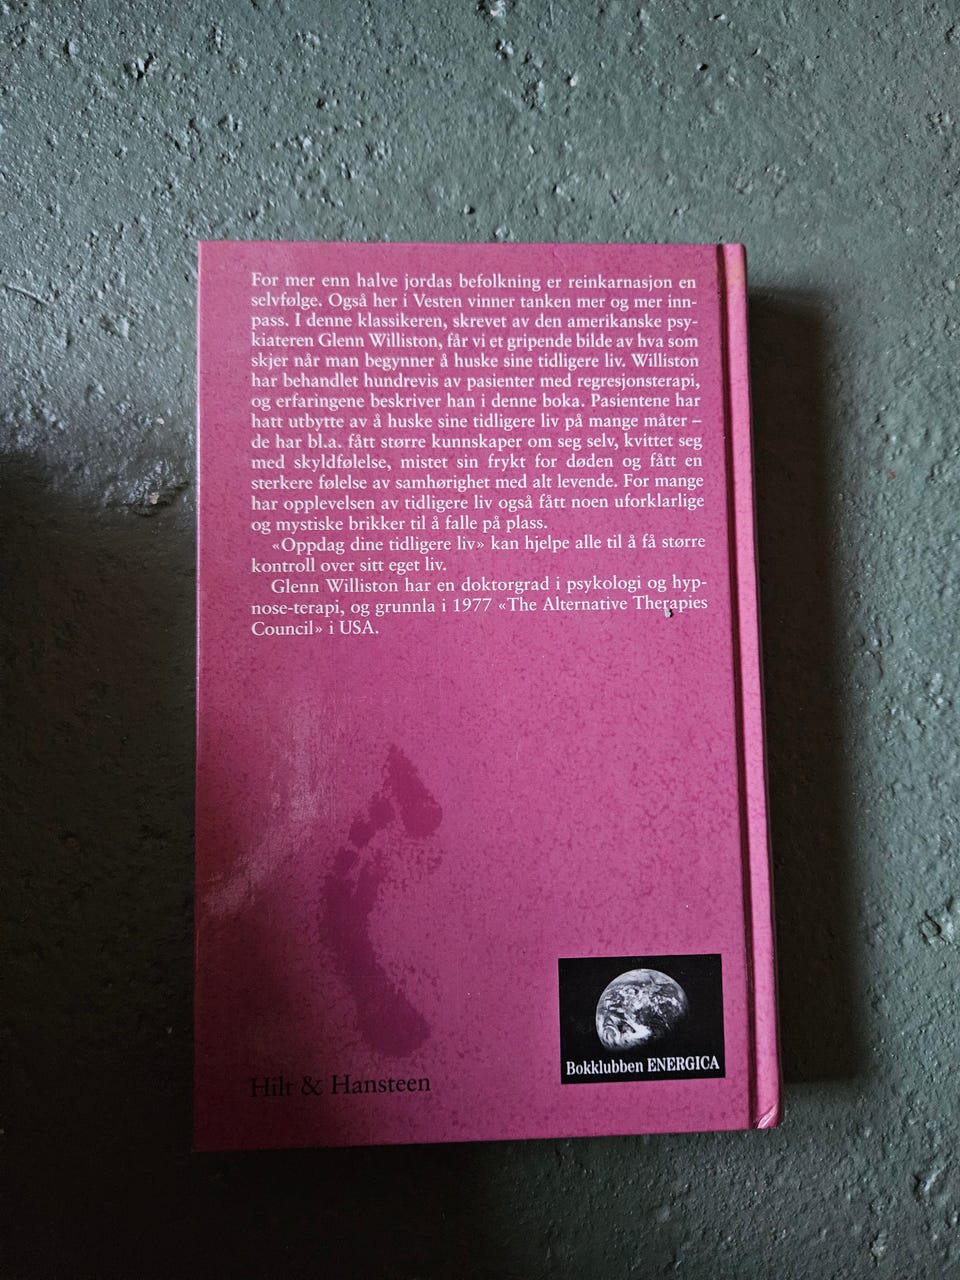 For mer enn halve jordas befolkning er reinkarnasjon en
selvfølge. Også her i Vesten vinner tanken mer og mer inn-
pass. I denne klassikeren, skrevet av den amerikanske psy-
kiateren Glenn Williston, får vi et gripende bilde av hva som
skjer når man begynner å huske sine tidligere liv. Williston
har behandlet hundrevis av pasienter med regresjonsterapi,
og erfaringene beskriver han i denne boka. Pasientene har
hatt utbytte av å huske sine tidligere liv på mange måter –
de har bl.a. fått større kunnskaper om seg selv, kvittet seg
med skyldfølelse, mistet sin frykt for døden og fått en
sterkere følelse av samhørighet med alt levende. For mange
har opplevelsen av tidligere liv også fått noen uforklarlige
og mystiske brikker til å falle på plass.
«Oppdag dine tidligere liv» kan hjelpe alle til å få større
kontroll over sitt eget liv.
Glenn Williston har en doktorgrad i psykologi og hyp-
nose-terapi, og grunnla i 1977 «The Alternative Therapies
Council» i USA.
Hilt & Hansteen
Bokklubben ENERGICA